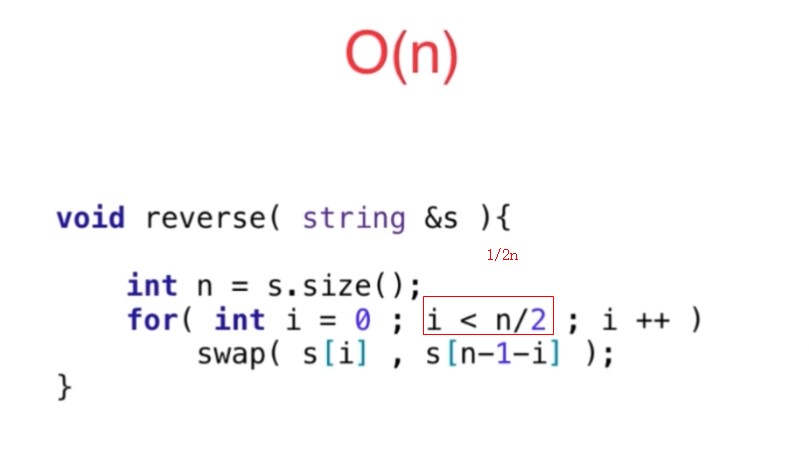 O(n)
void reverse( string &s ){
1/2n
int n = s.size();
for( int i = 0 ; i < n/2 ; i ++ )
swap( s[i] , s[n-1-i] );
}